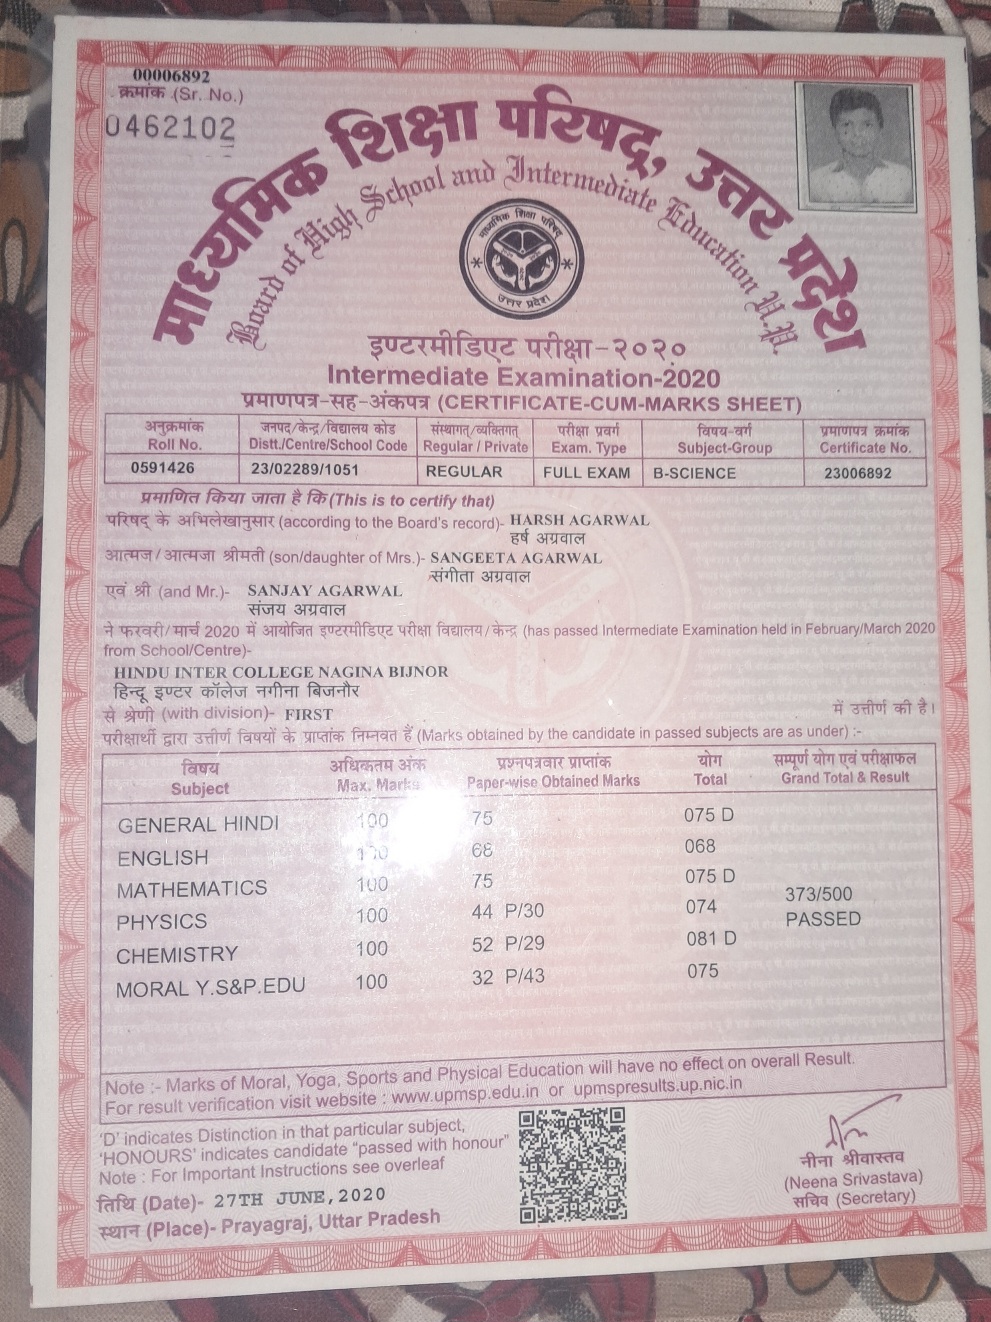 00006892
क्रमांक (Sr. No.)
0462102
माध्यमिक शिक्षा परिषद्, उत्तर प्रदेश
Board of High School and Intermediate Education U.P.
माध्यमिक शिक्षा परिषद्
उत्तर प्रदेश
इण्टरमीडिएट परीक्षा-२०२०
Intermediate Examination-2020
प्रमाणपत्र-सह-अंकपत्र (CERTIFICATE-CUM-MARKS SHEET)
अनुक्रमांक जनपद/केन्द्र/विद्यालय कोड संस्थागत/व्यक्तिगत परीक्षा प्रवर्ग विषय-वर्ग प्रमाणपत्र क्रमांक
Roll No. Distt./Centre/School Code Regular / Private Exam. Type Subject-Group Certificate No.
0591426 23/02289/1051 REGULAR FULL EXAM B-SCIENCE 23006892
प्रमाणित किया जाता है कि (This is to certify that)
परिषद् के अभिलेखानुसार (according to the Board's record)- HARSH AGARWAL
हर्ष अग्रवाल
आत्मज/आत्मजा श्रीमती (son/daughter of Mrs.)- SANGEETA AGARWAL
संगीता अग्रवाल
एवं श्री (and Mr.)- SANJAY AGARWAL
संजय अग्रवाल
ने फरवरी/मार्च 2020 में आयोजित इण्टरमीडिएट परीक्षा विद्यालय/केन्द्र (has passed Intermediate Examination held in February/March 2020
from School/Centre)-
HINDU INTER COLLEGE NAGINA BIJNOR
हिन्दू इण्टर कॉलेज नगीना बिजनौर
से श्रेणी (with division)- FIRST में उत्तीर्ण की है।
परीक्षार्थी द्वारा उत्तीर्ण विषयों के प्राप्तांक निम्नवत हैं (Marks obtained by the candidate in passed subjects are as under) :-
विषय अधिकतम अंक प्रश्नपत्रवार प्राप्तांक योग सम्पूर्ण योग एवं परीक्षाफल
Subject Max. Marks Paper-wise Obtained Marks Total Grand Total & Result
GENERAL HINDI 100 75 075 D
ENGLISH 100 68 068
MATHEMATICS 100 75 075 D
373/500
PHYSICS 100 44 P/30 074
PASSED
CHEMISTRY 100 52 P/29 081 D
MORAL Y.S&P.EDU 100 32 P/43 075
Note :- Marks of Moral, Yoga, Sports and Physical Education will have no effect on overall Result.
For result verification visit website : www.upmsp.edu.in or upmspresults.up.nic.in
'D' indicates Distinction in that particular subject,
'HONOURS' indicates candidate "passed with honour"
Note : For Important Instructions see overleaf
तिथि (Date)- 27TH JUNE,2020
स्थान (Place)- Prayagraj, Uttar Pradesh
नीना श्रीवास्तव
(Neena Srivastava)
सचिव (Secretary)